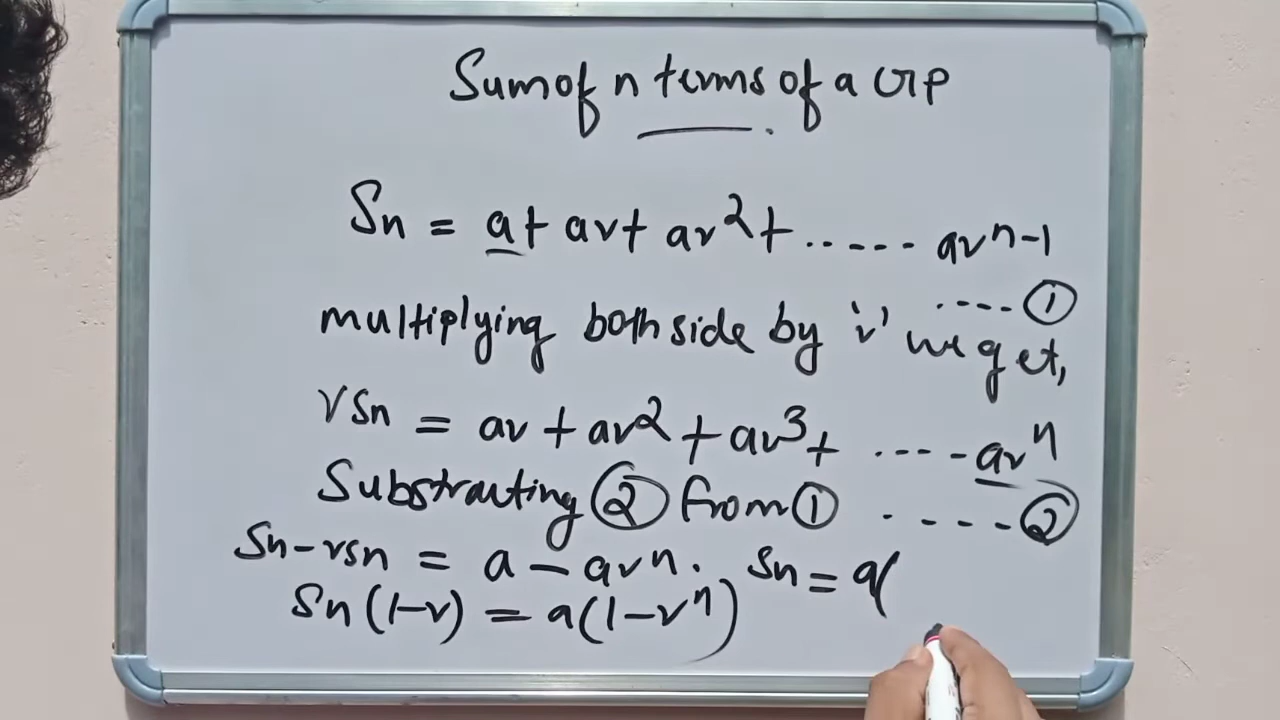 Sum of n terms of a GP
Sn = a + ar + ar² + ...... arⁿ⁻¹
.....①
multiplying both side by 'r' we get,
rSn = ar + ar² + ar³ + .....arⁿ
Substracting ② from ① .....②
Sn - rsn = a - arⁿ. Sn = a(
Sn (1-r) = a(1-rⁿ)